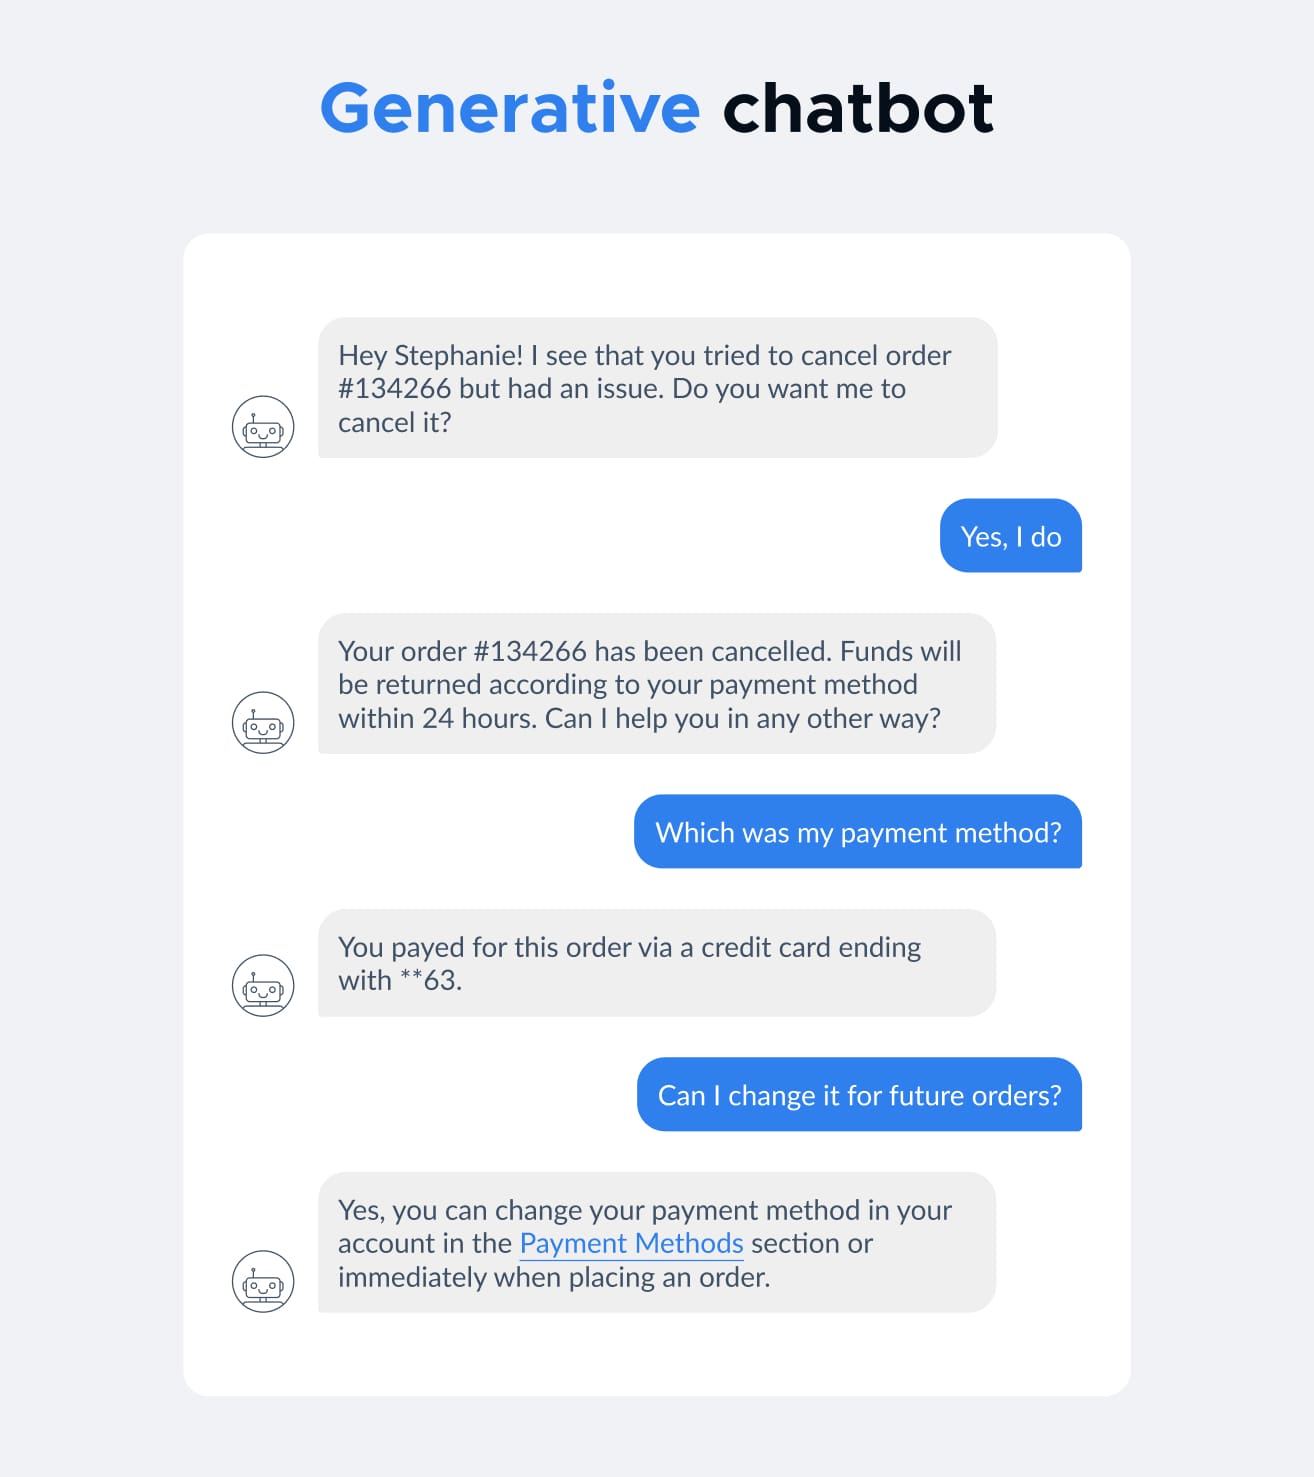 Generative chatbot
Hey Stephanie! I see that you tried to cancel order
#134266 but had an issue. Do you want me to
cancel it?
Yes, I do
Your order #134266 has been cancelled. Funds will
be returned according to your payment method
within 24 hours. Can I help you in any other way?
Which was my payment method?
You payed for this order via a credit card ending
with **63.
Can I change it for future orders?
Yes, you can change your payment method in your
account in the Payment Methods section or
immediately when placing an order.